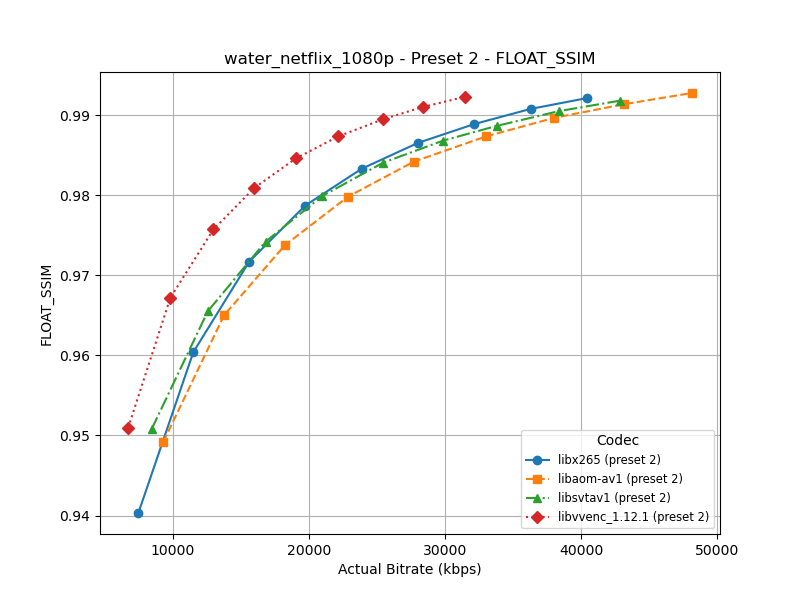 water_netflix_1080p - Preset 2 - FLOAT_SSIM
FLOAT_SSIM
0.99
0.98
0.97
0.96
0.95
0.94
10000
20000
30000
40000
50000
Actual Bitrate (kbps)
Codec
libx265 (preset 2)
libaom-av1 (preset 2)
libsvtav1 (preset 2)
libvvenc_1.12.1 (preset 2)